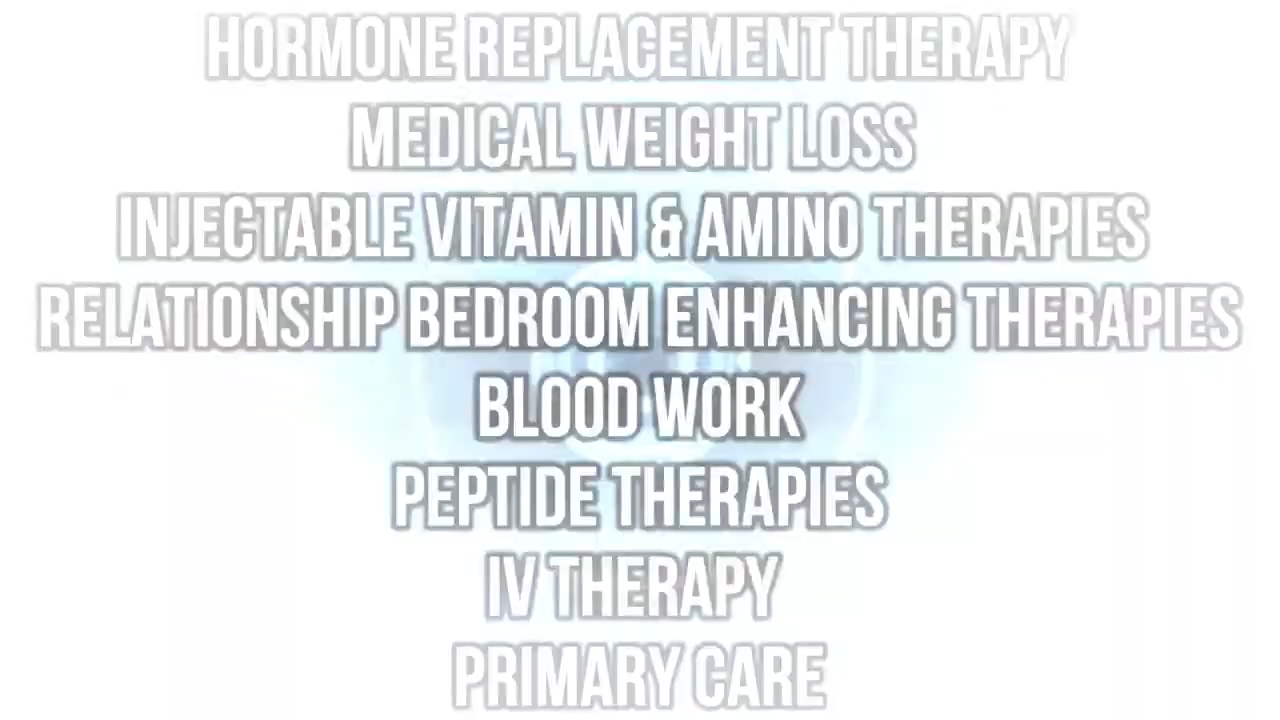 HORMONE REPLACEMENT THERAPY
MEDICAL WEIGHT LOSS
INJECTABLE VITAMIN & AMINO THERAPIES
RELATIONSHIP BEDROOM ENHANCING THERAPIES
BLOOD WORK
PEPTIDE THERAPIES
IV THERAPY
PRIMARY CARE